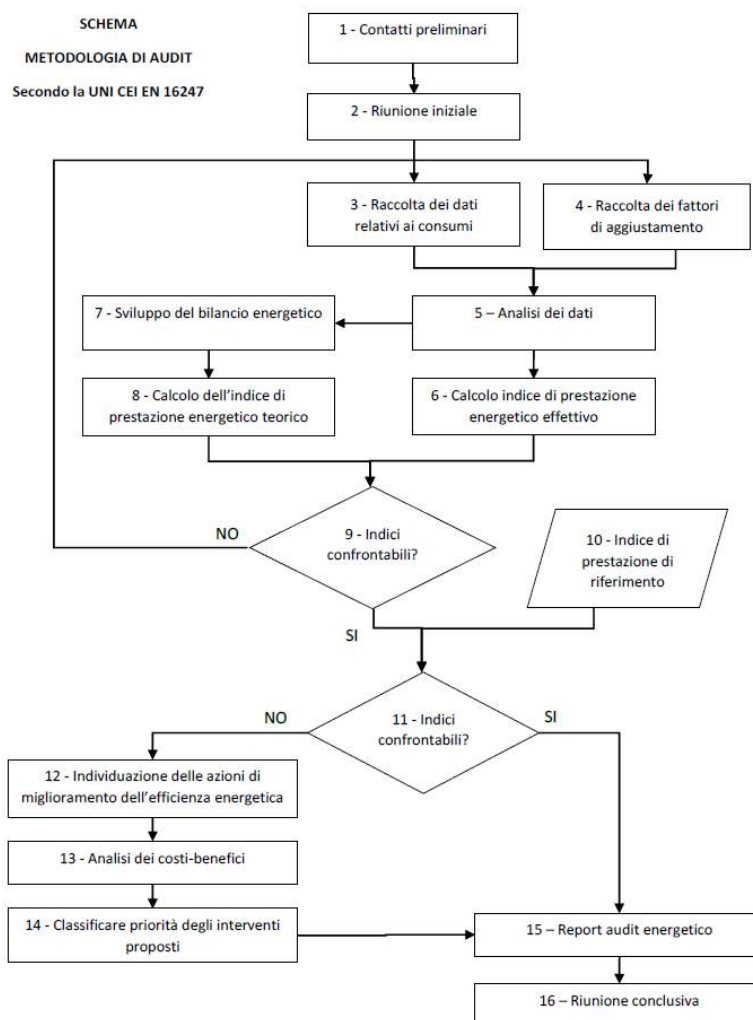 SCHEMA
METODOLOGIA DI AUDIT
Secondo la UNI CEI EN 16247
1 - Contatti preliminari
2 - Riunione iniziale
3 - Raccolta dei dati
relativi ai consumi
4 - Raccolta dei fattori
di aggiustamento
7 - Sviluppo del bilancio energetico
5 – Analisi dei dati
8 - Calcolo dell’indice di
prestazione energetico teorico
6 - Calcolo indice di prestazione
energetico effettivo
NO
9 - Indici
confrontabili?
10 - Indice di
prestazione di
riferimento
SI
NO
11 - Indici
confrontabili?
SI
12 - Individuazione delle azioni di
miglioramento dell’efficienza energetica
13 - Analisi dei costi-benefici
14 - Classificare priorità degli interventi
proposti
15 – Report audit energetico
16 – Riunione conclusiva